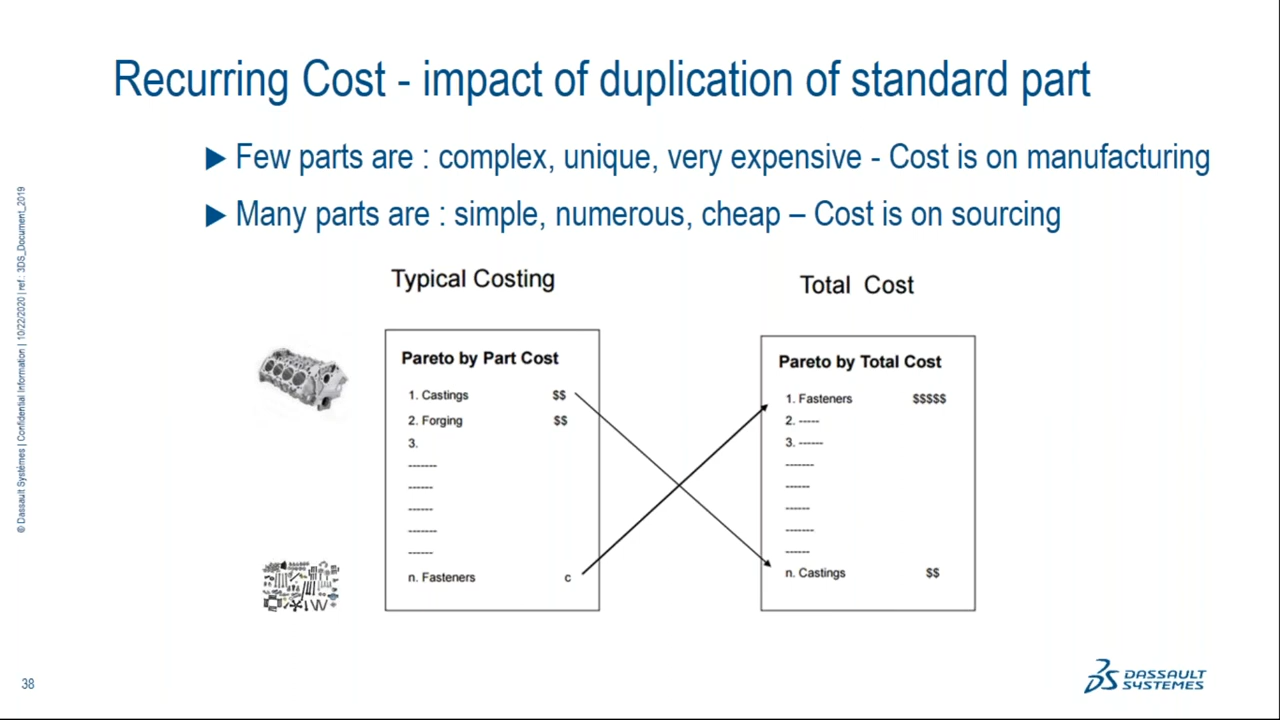 Recurring Cost - impact of duplication of standard part
▶ Few parts are : complex, unique, very expensive - Cost is on manufacturing
▶ Many parts are : simple, numerous, cheap – Cost is on sourcing
Typical Costing
Pareto by Part Cost
1. Castings $$
2. Forging $$
3.
-------
------
------
-------
------
n. Fasteners c
Total Cost
Pareto by Total Cost
1. Fasteners $$$$$
2. -----
3. ------
-------
------
------
-------
------
n. Castings $$
© Dassault Systèmes | Confidential Information | 10/22/2020 | ref.: 3DS_Document_2019
38
DASSAULT
SYSTEMES